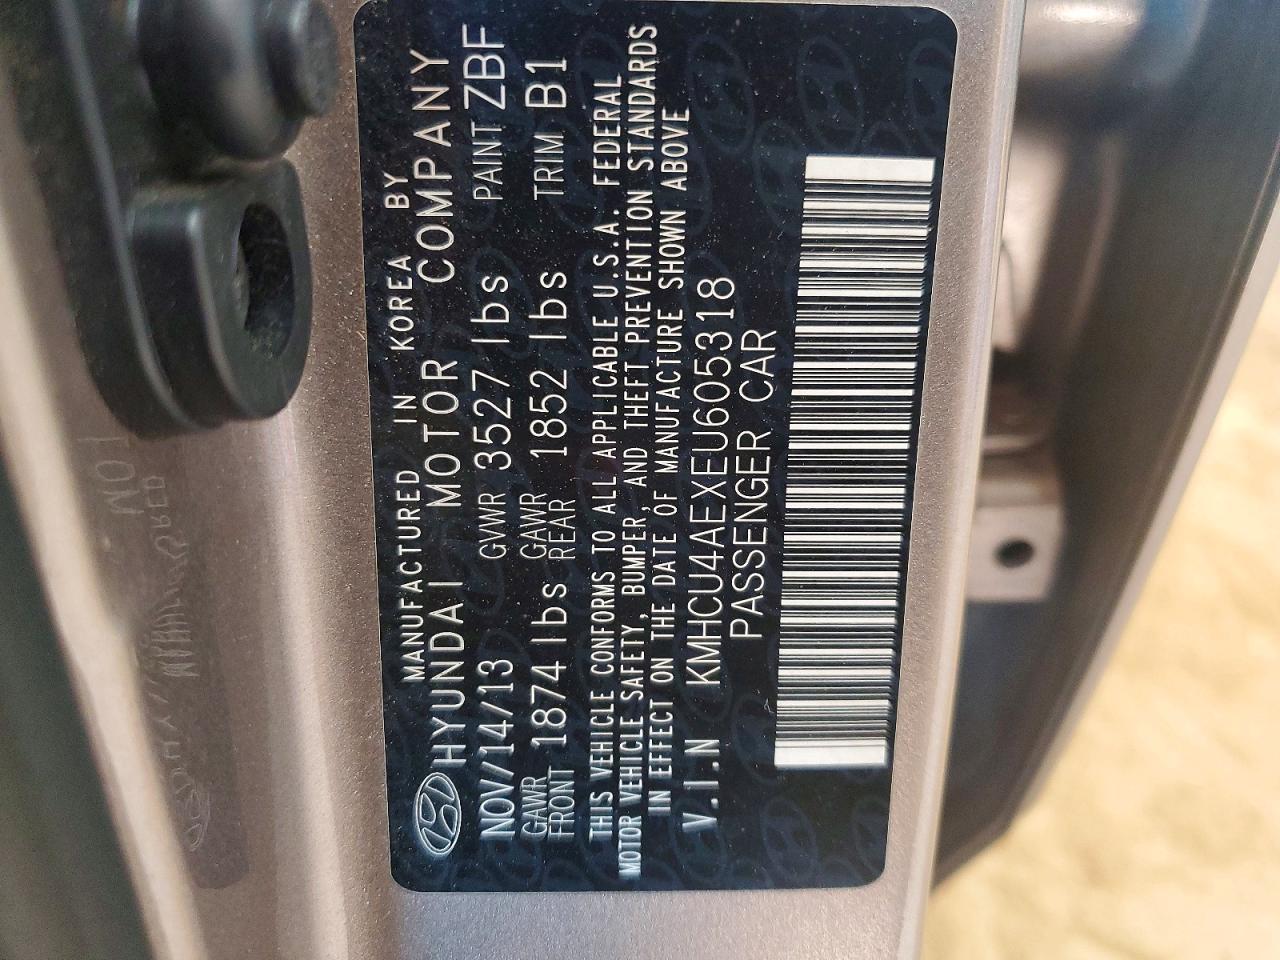 MANUFACTURED IN KOREA BY
HYUNDAI MOTOR COMPANY
NOV/14/13 GVWR 3527 lbs PAINT ZBF
GAWR FRONT 1874 lbs GAWR REAR 1852 lbs TRIM B1
THIS VEHICLE CONFORMS TO ALL APPLICABLE U.S.A. FEDERAL
MOTOR VEHICLE SAFETY, BUMPER, AND THEFT PREVENTION STANDARDS
IN EFFECT ON THE DATE OF MANUFACTURE SHOWN ABOVE
V.I.N KMHCU4AEXEU605318
PASSENGER CAR